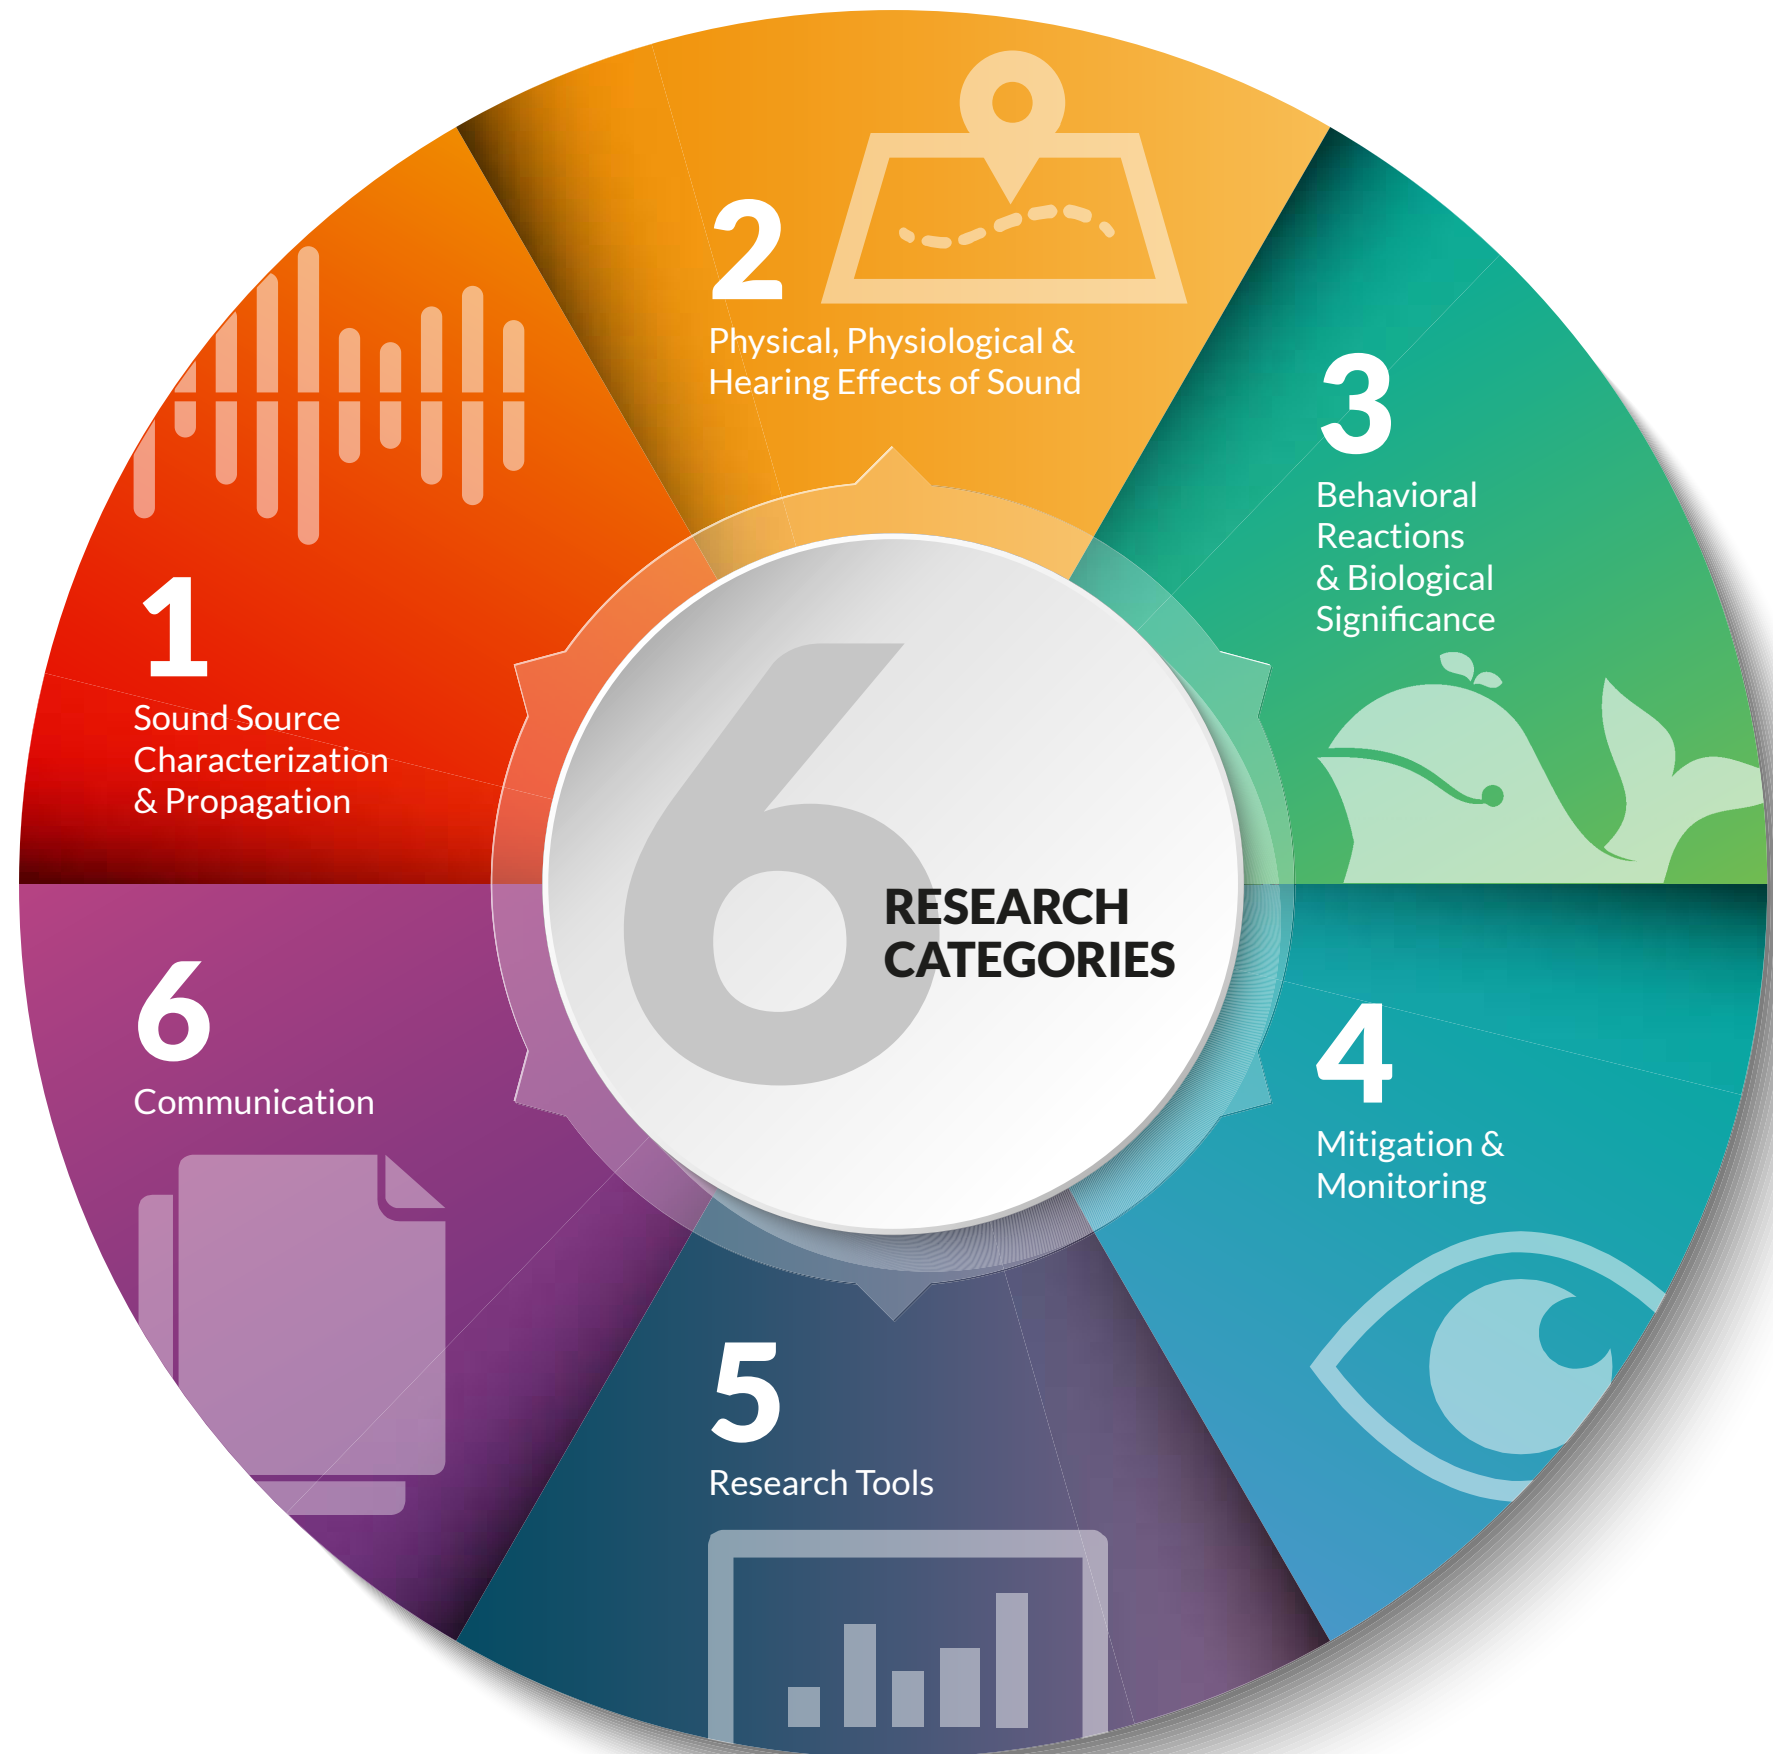 6
RESEARCH
CATEGORIES
1
Sound Source
Characterization
& Propagation
2
Physical, Physiological &
Hearing Effects of Sound
3
Behavioral
Reactions
& Biological
Significance
4
Mitigation &
Monitoring
5
Research Tools
6
Communication